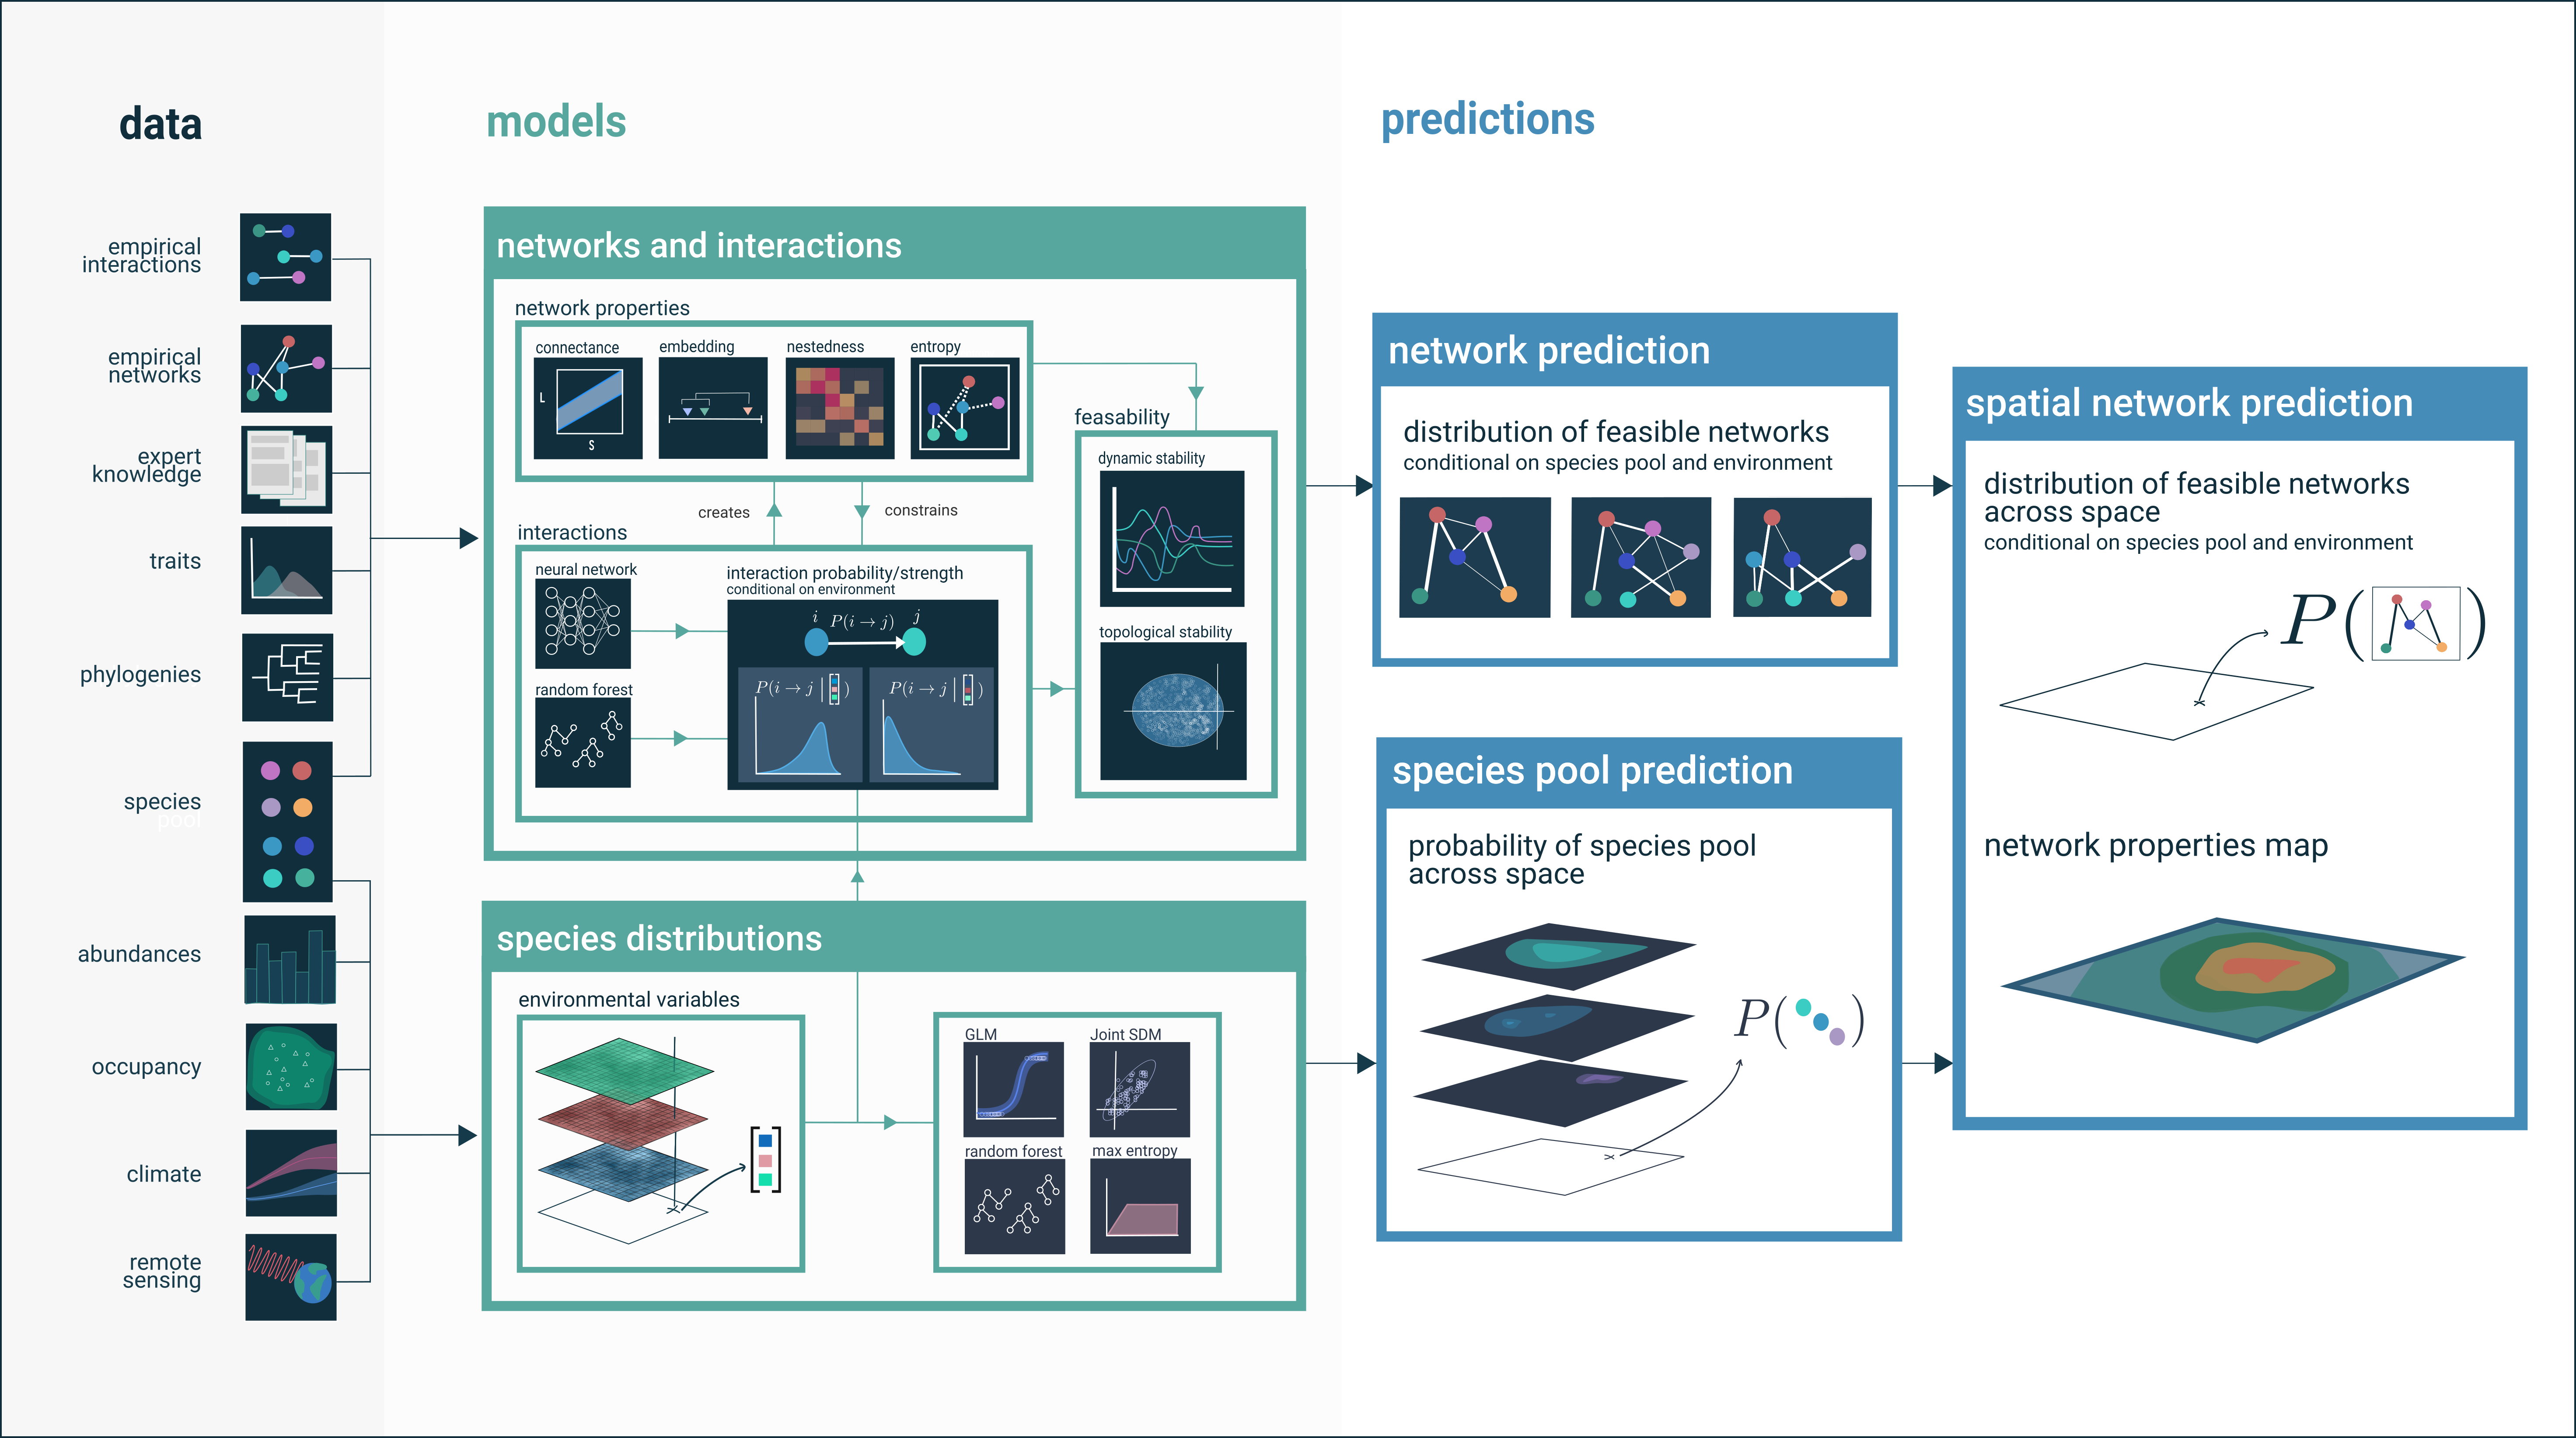 data
models
predictions
empirical
interactions
empirical
networks
expert
knowledge
traits
phylogenies
species
pool
abundances
occupancy
climate
remote
sensing
networks and interactions
network properties
connectance
embedding
nestedness
entropy
L
S
creates
constrains
feasability
dynamic stability
topological stability
interactions
neural network
random forest
interaction probability/strength
conditional on environment
i P(i → j) j
P(i → j | [ ])
P(i → j | [ ])
species distributions
environmental variables
GLM
Joint SDM
random forest
max entropy
network prediction
distribution of feasible networks
conditional on species pool and environment
species pool prediction
probability of species pool
across space
P( )
spatial network prediction
distribution of feasible networks
across space
conditional on species pool and environment
P( )
network properties map